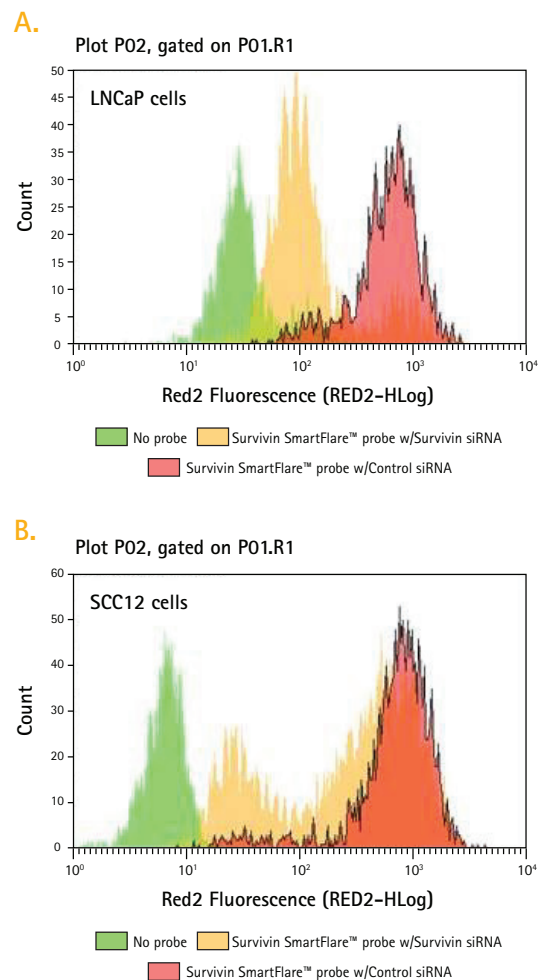 A.
Plot P02, gated on P01.R1
50
45
40
35
30
25
20
15
10
5
0
LNCaP cells
Count
10⁰ 10¹ 10² 10³ 10⁴
Red2 Fluorescence (RED2-HLog)
No probe Survivin SmartFlare™ probe w/Survivin siRNA
Survivin SmartFlare™ probe w/Control siRNA
B.
Plot P02, gated on P01.R1
60
50
40
30
20
10
0
SCC12 cells
Count
10⁰ 10¹ 10² 10³ 10⁴
Red2 Fluorescence (RED2-HLog)
No probe Survivin SmartFlare™ probe w/Survivin siRNA
Survivin SmartFlare™ probe w/Control siRNA